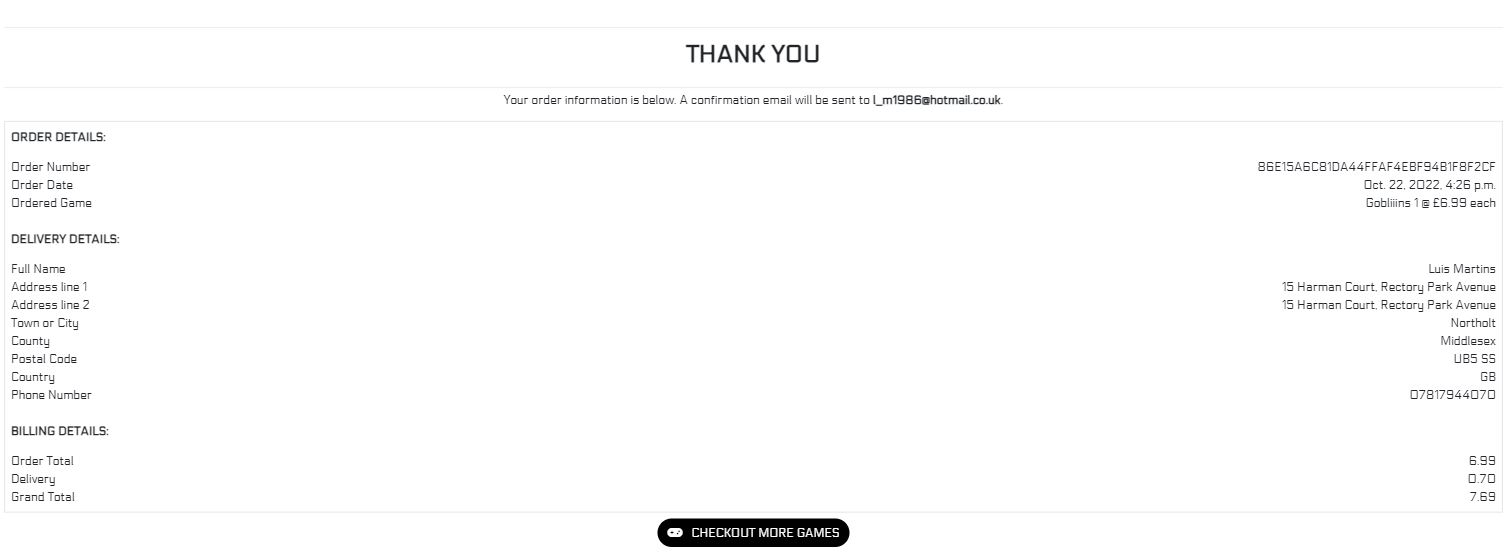 THANK YOU
Your order information is below. A confirmation email will be sent to l_m1986@hotmail.co.uk.
ORDER DETAILS:
Order Number 86E15A6C81DA44FFAF4EBF94B1F8F2CF
Order Date Oct. 22, 2022, 4:26 p.m.
Ordered Game Gobliiins 1 @ £6.99 each
DELIVERY DETAILS:
Full Name Luis Martins
Address line 1 15 Harman Court, Rectory Park Avenue
Address line 2 15 Harman Court, Rectory Park Avenue
Town or City Northolt
County Middlesex
Postal Code UB5 SS
Country GB
Phone Number 07817944070
BILLING DETAILS:
Order Total 6.99
Delivery 0.70
Grand Total 7.69
CHECKOUT MORE GAMES